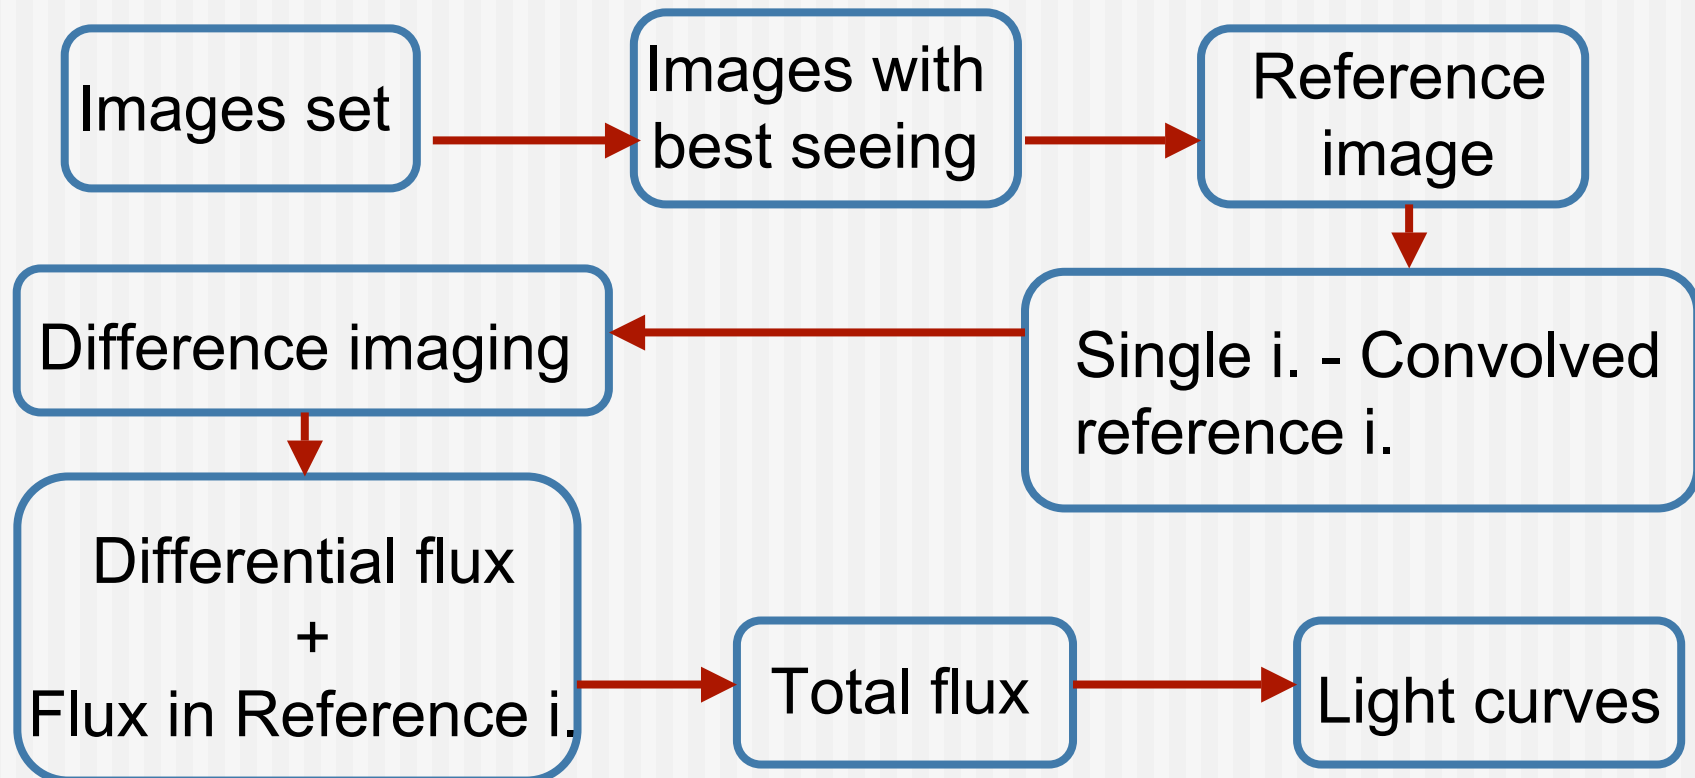 Images set
Images with
best seeing
Reference
image
Single i. - Convolved
reference i.
Difference imaging
Differential flux
+
Flux in Reference i.
Total flux
Light curves